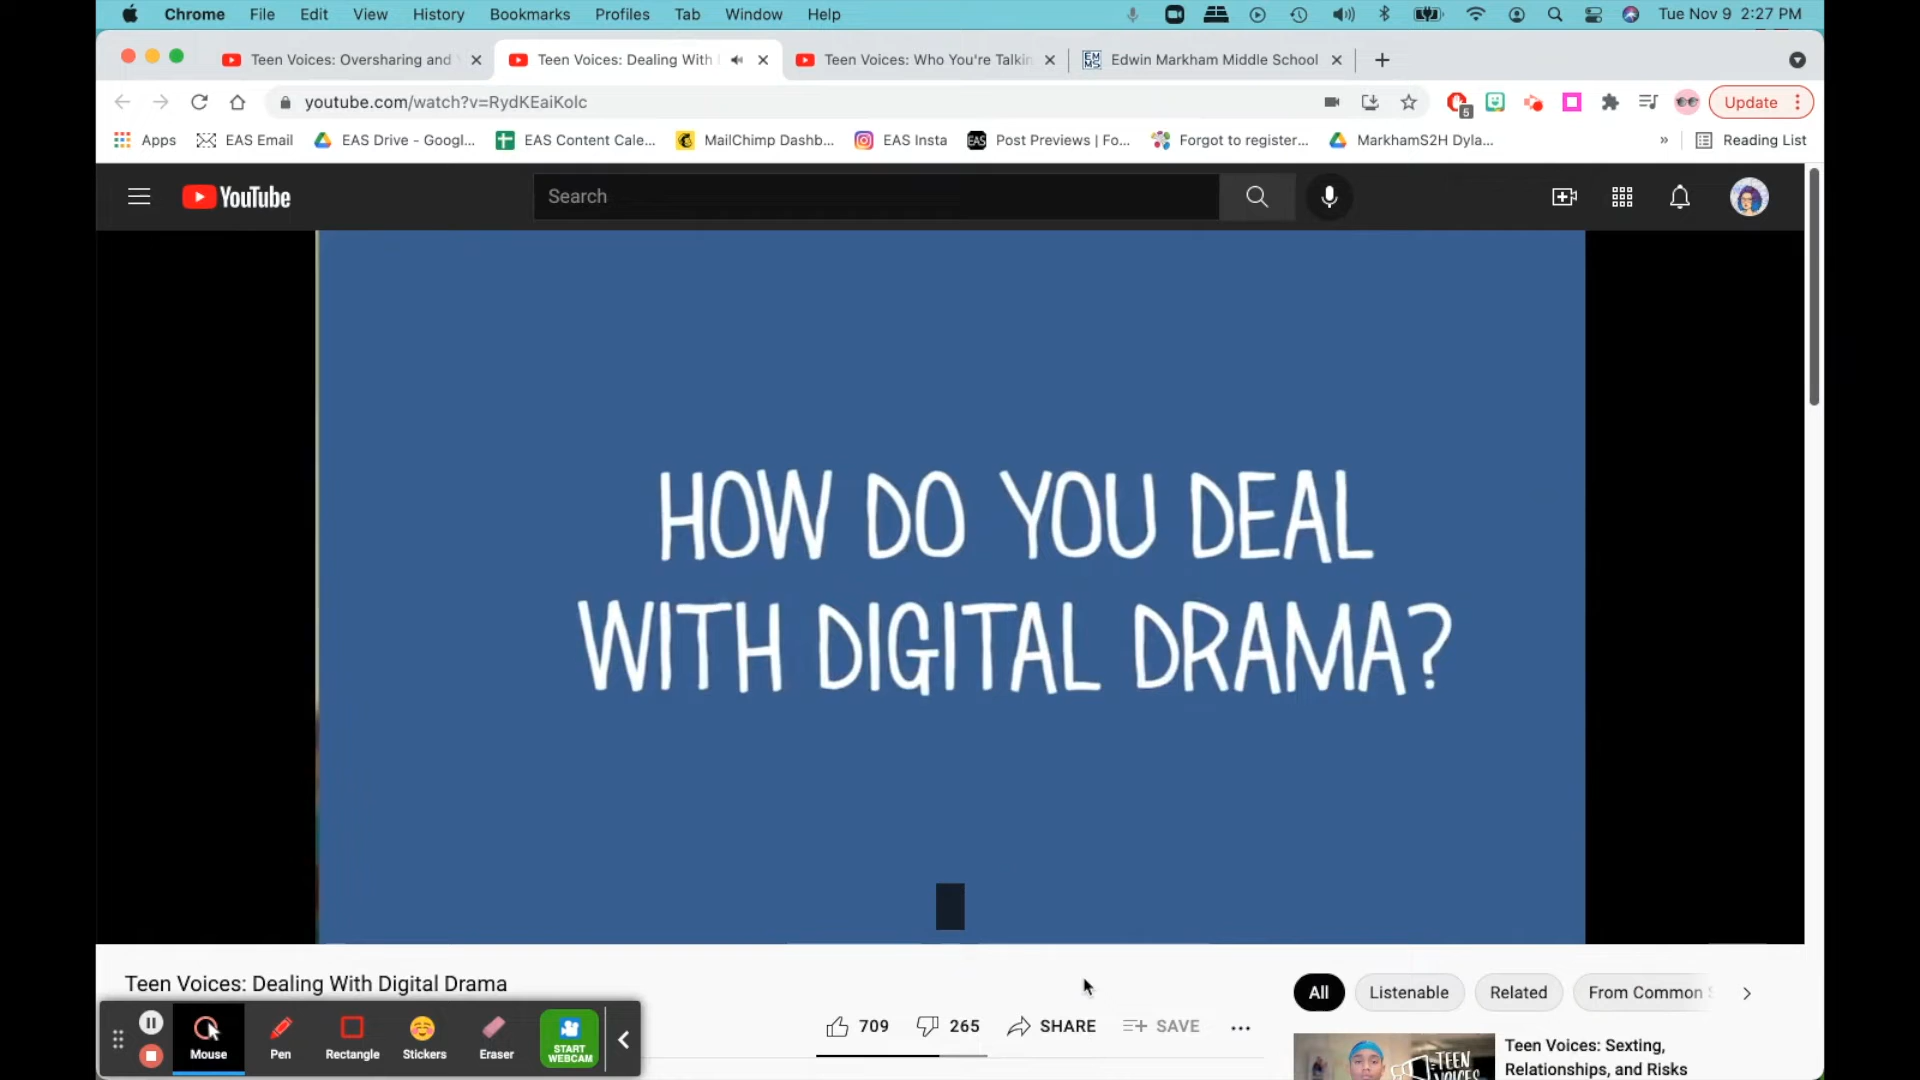 Chrome File Edit View History Bookmarks Profiles Tab Window Help Tue Nov 9 2:27 PM
Teen Voices: Oversharing and Teen Voices: Dealing With Teen Voices: Who You're Talkin Edwin Markham Middle School
youtube.com/watch?v=RydKEaiKolc 5 Update
Apps EAS Email EAS Drive - Googl... EAS Content Cale... MailChimp Dashb... EAS Insta EAS Post Previews | Fo... Forgot to register... MarkhamS2H Dyla... » Reading List
YouTube Search
HOW DO YOU DEAL
WITH DIGITAL DRAMA?
Teen Voices: Dealing With Digital Drama
All Listenable Related From Common
709 265 SHARE SAVE
Mouse Pen Rectangle Stickers Eraser START
WEBCAM
TEEN
VOICES
Teen Voices: Sexting,
Relationships, and Risks